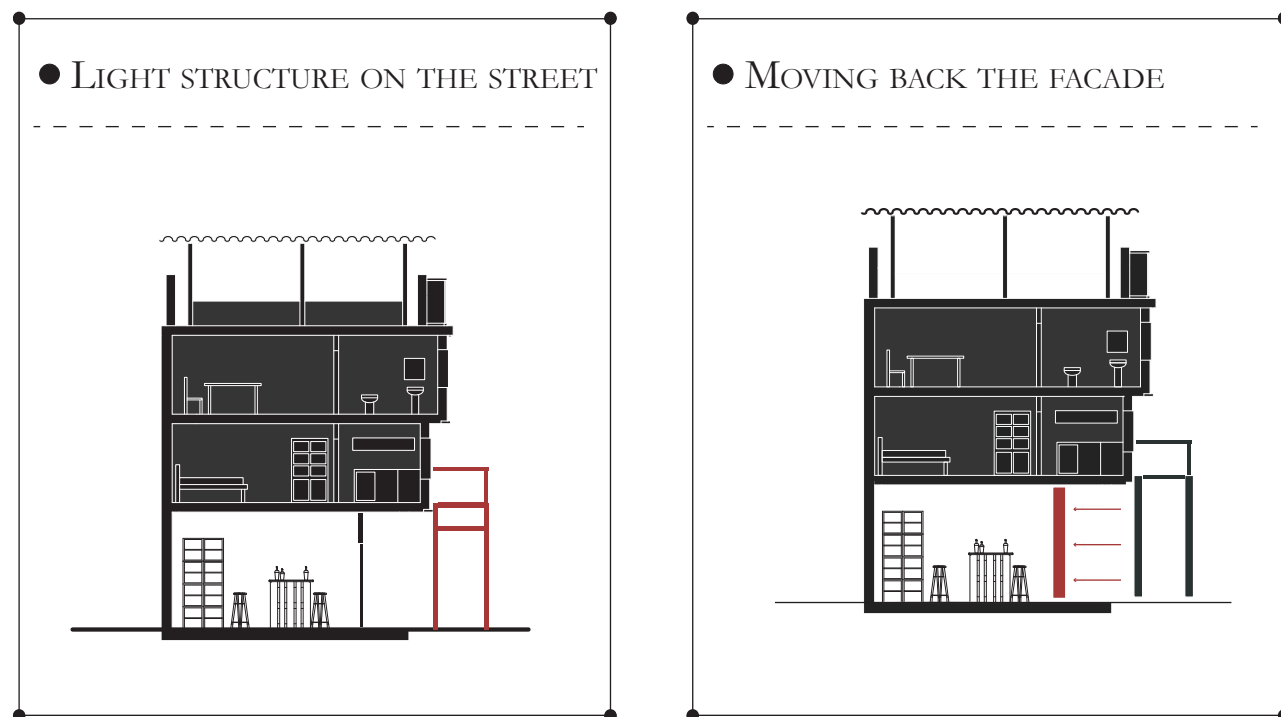 ● Light structure on the street
● Moving back the facade